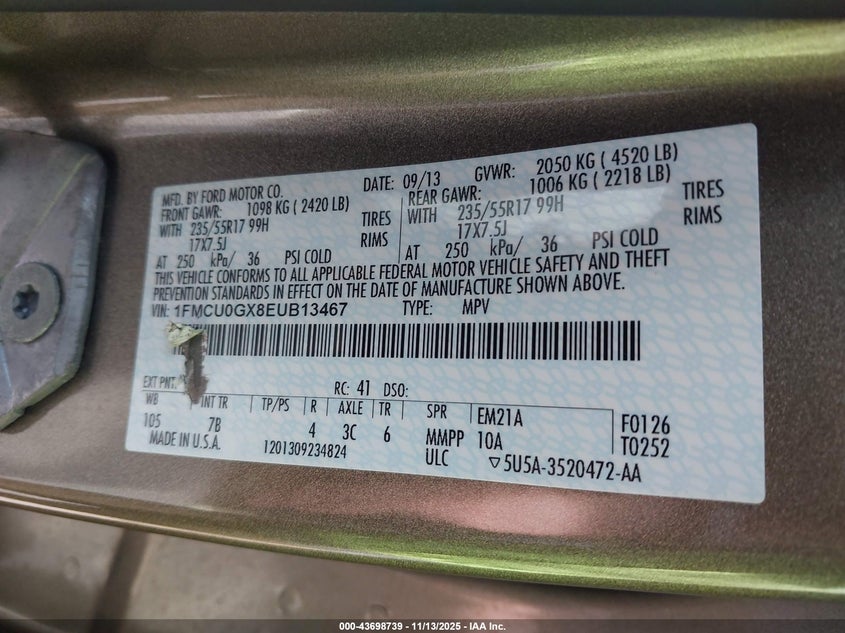 MFD. BY FORD MOTOR CO. DATE: 09/13 GVWR: 2050 KG ( 4520 LB)
FRONT GAWR: 1098 KG ( 2420 LB) REAR GAWR: 1006 KG ( 2218 LB)
WITH 235/55R17 99H TIRES WITH 235/55R17 99H TIRES
17X7.5J RIMS 17X7.5J RIMS
AT 250 kPa/ 36 PSI COLD AT 250 kPa/ 36 PSI COLD
THIS VEHICLE CONFORMS TO ALL APPLICABLE FEDERAL MOTOR VEHICLE SAFETY AND THEFT
PREVENTION STANDARDS IN EFFECT ON THE DATE OF MANUFACTURE SHOWN ABOVE.
VIN: 1FMCU0GX8EUB13467 TYPE: MPV
EXT PNT: RC: 41 DSO:
WB INT TR TP/PS R AXLE TR SPR EM21A F0126
105 7B 4 3C 6 MMPP 10A T0252
MADE IN U.S.A. 1201309234824 ULC ▽5U5A-3520472-AA
000-43698739 - 11/13/2025 - IAA Inc.